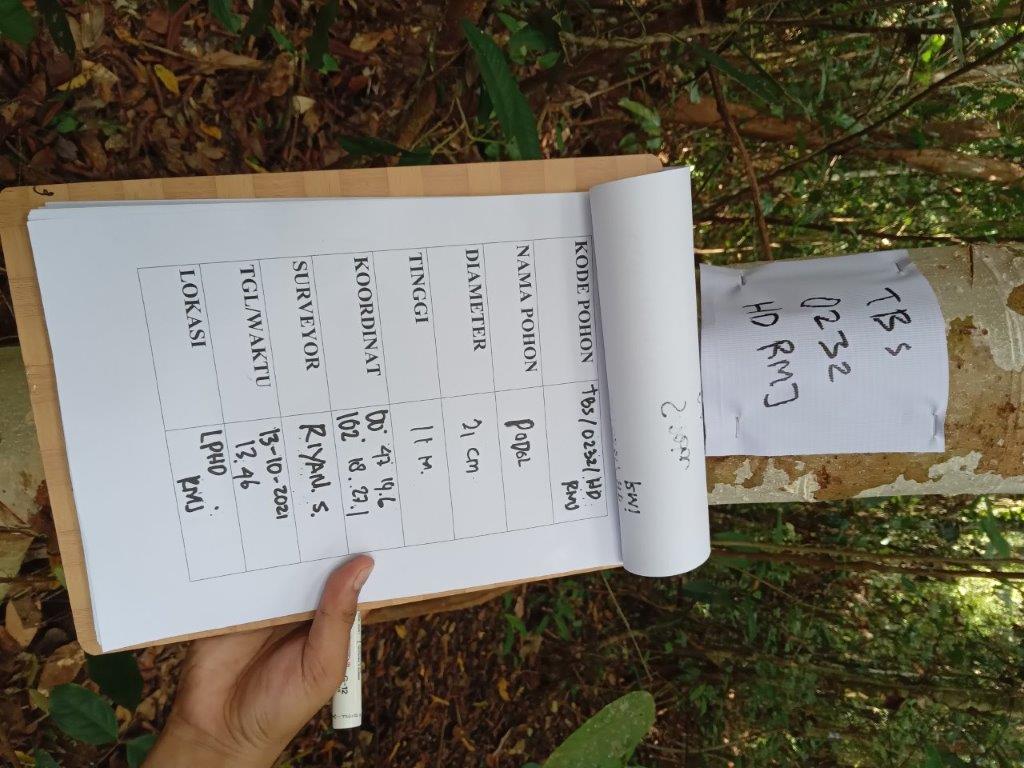 TBS
0232
HD RMJ
KODE POHON TBS/0232/HD
RMJ
NAMA POHON PODOL
DIAMETER 21 cm
TINGGI 11 M.
KOORDINAT 00° 47 19.6
102° 18. 27.1
SURVEYOR RIYAN. S.
TGL/WAKTU 13-10-2021
13.46
LOKASI LPHD
RMJ
G-12